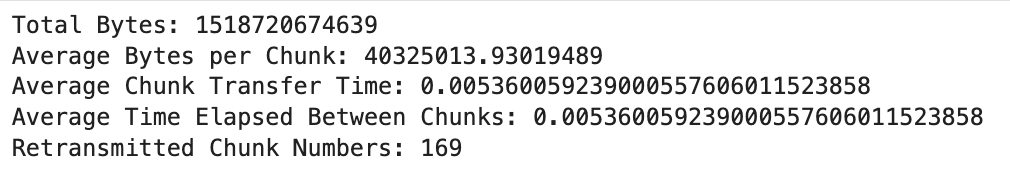 Total Bytes: 1518720674639
Average Bytes per Chunk: 40325013.93019489
Average Chunk Transfer Time: 0.005360059239000557606011523858
Average Time Elapsed Between Chunks: 0.005360059239000557606011523858
Retransmitted Chunk Numbers: 169